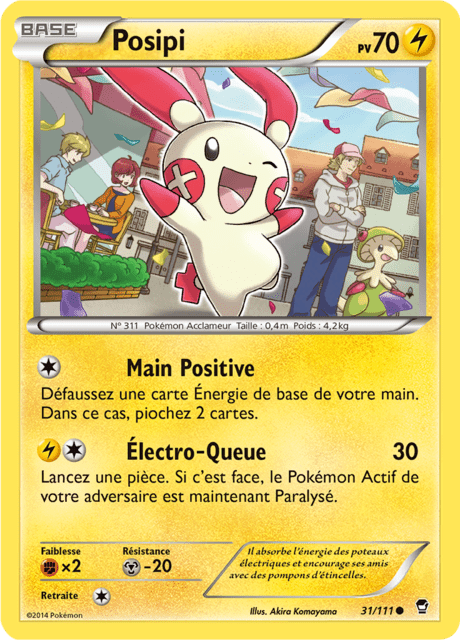 BASE
Posipi
PV70
N° 311 Pokémon Acclameur Taille : 0,4m Poids : 4,2kg
Main Positive
Défaussez une carte Énergie de base de votre main.
Dans ce cas, piochez 2 cartes.
Électro-Queue 30
Lancez une pièce. Si c'est face, le Pokémon Actif de
votre adversaire est maintenant Paralysé.
Faiblesse
×2
Résistance
-20
Retraite
Il absorbe l'énergie des poteaux
électriques et encourage ses amis
avec des pompons d'étincelles.
©2014 Pokémon
Illus. Akira Komayama
31/111